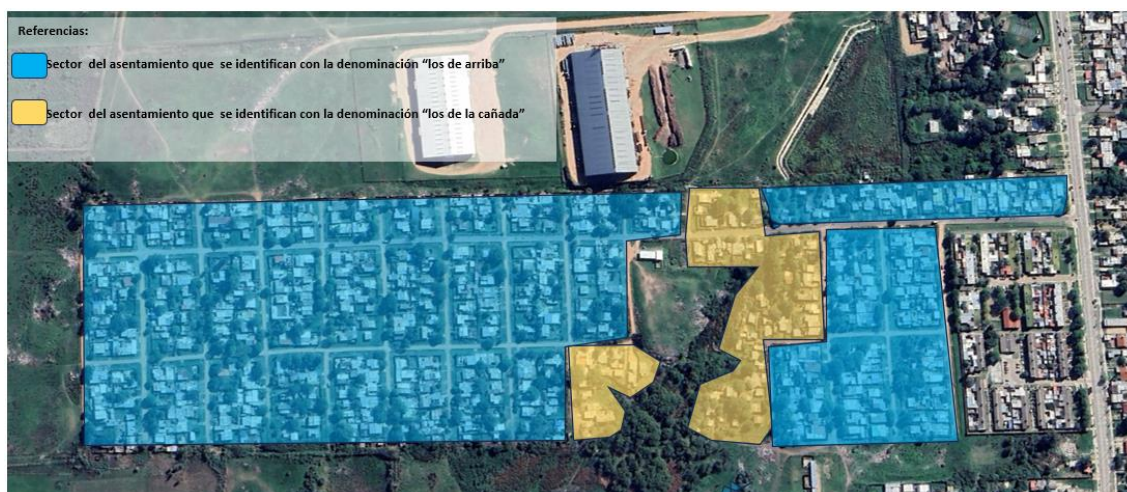 Referencias:
Sector del asentamiento que se identifican con la denominación “los de arriba”
Sector del asentamiento que se identifican con la denominación “los de la cañada”